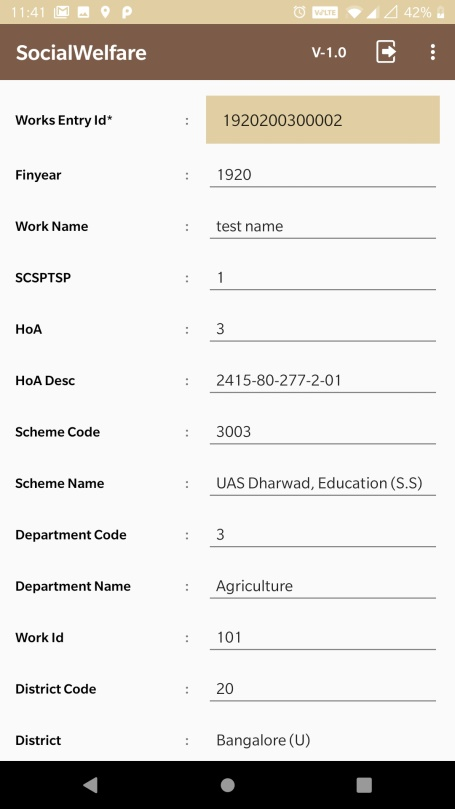 11:41 VoLTE 42%
SocialWelfare V-1.0
Works Entry Id* : 1920200300002
Finyear : 1920
Work Name : test name
SCSPTSP : 1
HoA : 3
HoA Desc : 2415-80-277-2-01
Scheme Code : 3003
Scheme Name : UAS Dharwad, Education (S.S)
Department Code : 3
Department Name : Agriculture
Work Id : 101
District Code : 20
District : Bangalore (U)